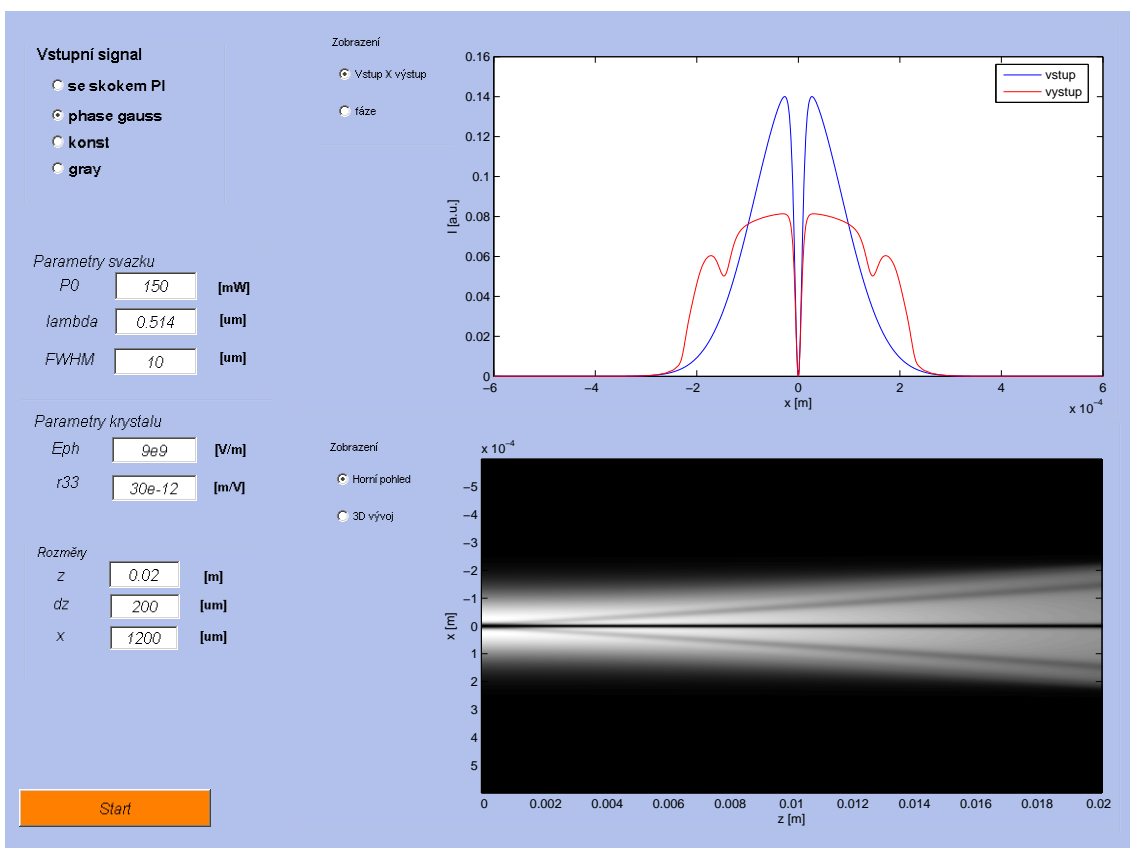 Vstupní signal
se skokem PI
phase gauss
konst
gray
Parametry svazku
P0 150 [mW]
lambda 0.514 [um]
FWHM 10 [um]
Parametry krystalu
Eph 9e9 [V/m]
r33 30e-12 [m/V]
Rozměry
z 0.02 [m]
dz 200 [um]
x 1200 [um]
Start
Zobrazení
Vstup X výstup
fáze
0.16
0.14
0.12
0.1
0.08
0.06
0.04
0.02
0
I [a.u.]
vstup
vystup
−6 −4 −2 0 2 4 6
x [m]
x 10⁻⁴
Zobrazení
Horní pohled
3D vývoj
x 10⁻⁴
−5
−4
−3
−2
−1
0
1
2
3
4
5
x [m]
0 0.002 0.004 0.006 0.008 0.01 0.012 0.014 0.016 0.018 0.02
z [m]